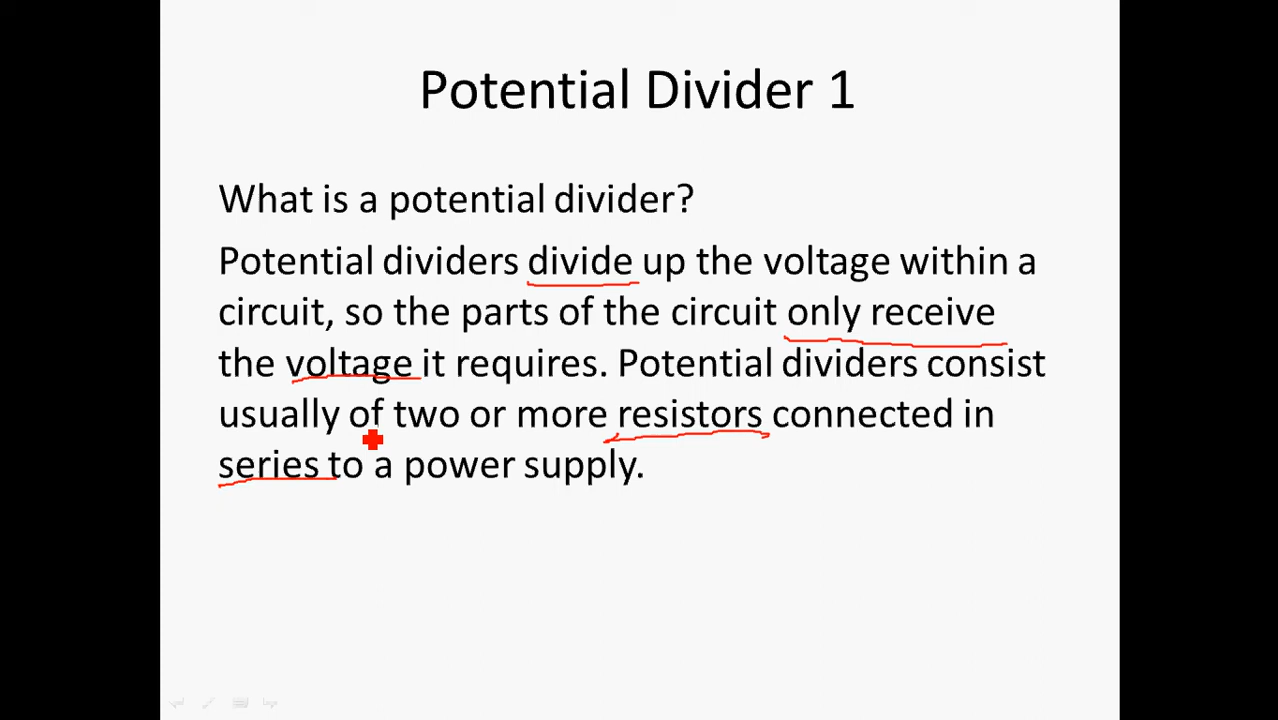 Potential Divider 1
What is a potential divider?
Potential dividers divide up the voltage within a
circuit, so the parts of the circuit only receive
the voltage it requires. Potential dividers consist
usually of two or more resistors connected in
series to a power supply.